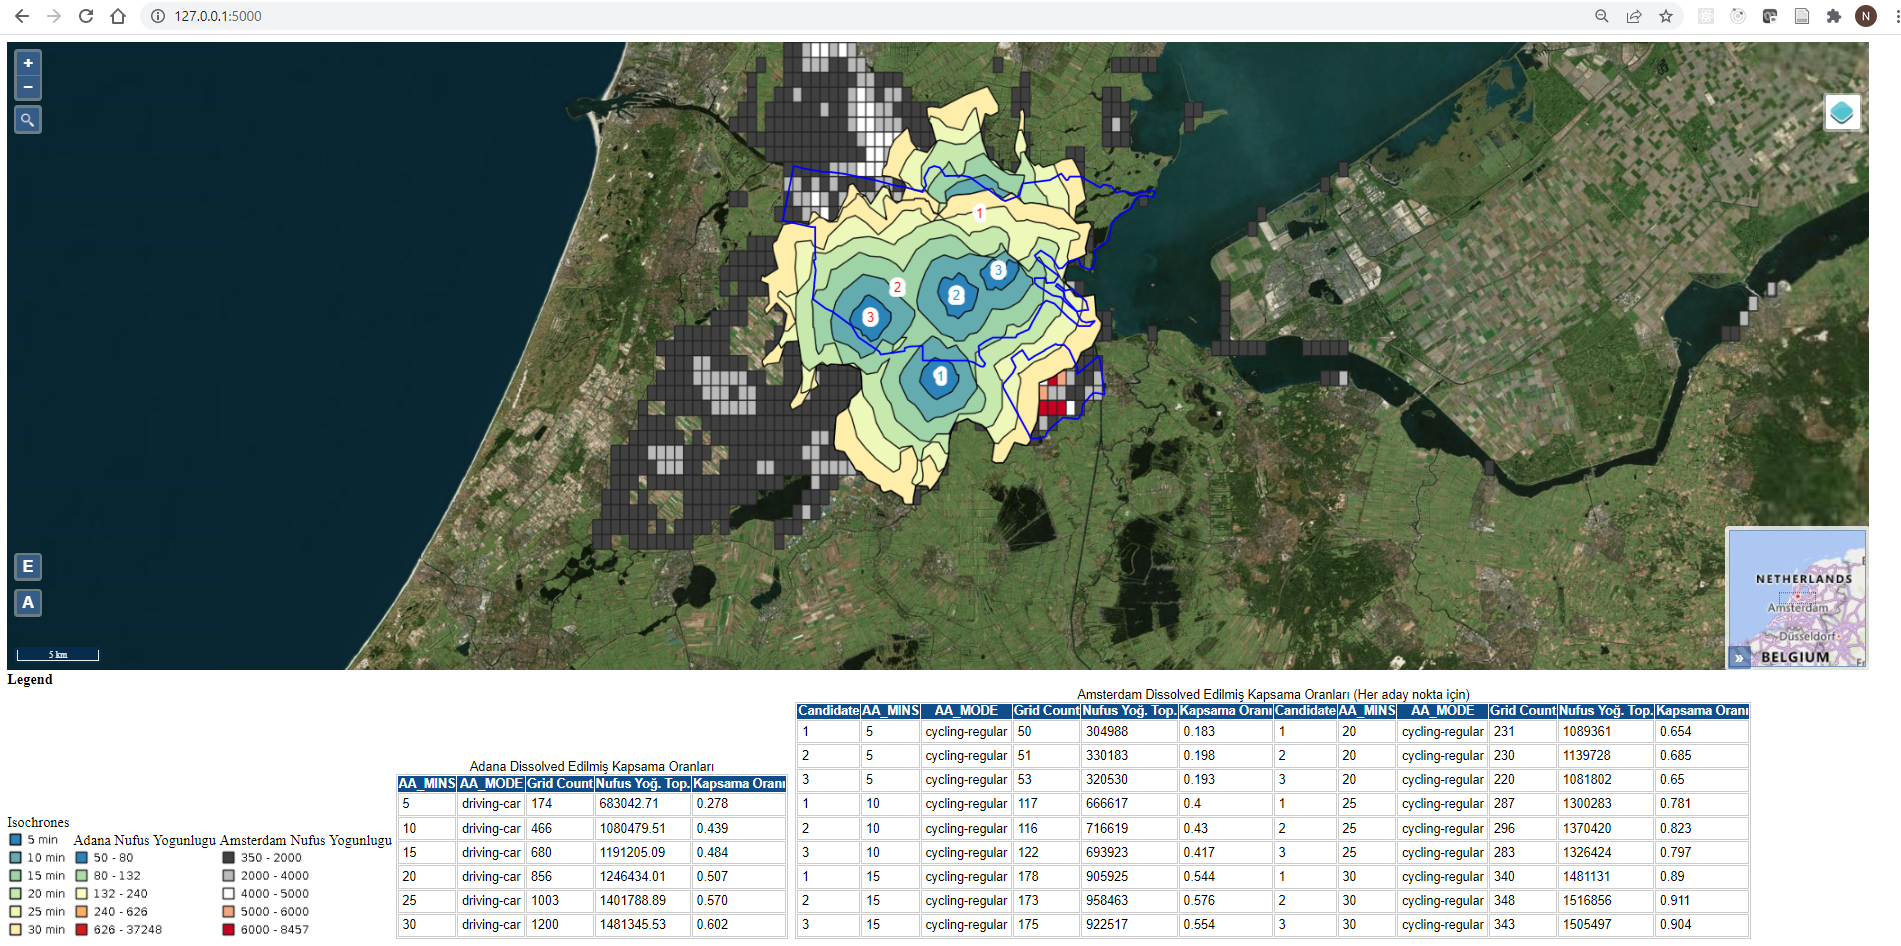 127.0.0.1:5000
N
+
−
1
2
3
2
3
1
E
A
5 km
NETHERLANDS
Amsterdam
Düsseldorf
BELGIUM
»
Legend
Amsterdam Dissolved Edilmiş Kapsama Oranları (Her aday nokta için)
Candidate AA_MINS AA_MODE Grid Count Nufus Yoğ. Top. Kapsama Oranı Candidate AA_MINS AA_MODE Grid Count Nufus Yoğ. Top. Kapsama Oranı
1 5 cycling-regular 50 304988 0.183 1 20 cycling-regular 231 1089361 0.654
2 5 cycling-regular 51 330183 0.198 2 20 cycling-regular 230 1139728 0.685
3 5 cycling-regular 53 320530 0.193 3 20 cycling-regular 220 1081802 0.65
1 10 cycling-regular 117 666617 0.4 1 25 cycling-regular 287 1300283 0.781
2 10 cycling-regular 116 716619 0.43 2 25 cycling-regular 296 1370420 0.823
3 10 cycling-regular 122 693923 0.417 3 25 cycling-regular 283 1326424 0.797
1 15 cycling-regular 178 905925 0.544 1 30 cycling-regular 340 1481131 0.89
2 15 cycling-regular 173 958463 0.576 2 30 cycling-regular 348 1516856 0.911
3 15 cycling-regular 175 922517 0.554 3 30 cycling-regular 343 1505497 0.904
Adana Dissolved Edilmiş Kapsama Oranları
AA_MINS AA_MODE Grid Count Nufus Yoğ. Top. Kapsama Oranı
5 driving-car 174 683042.71 0.278
10 driving-car 466 1080479.51 0.439
15 driving-car 680 1191205.09 0.484
20 driving-car 856 1246434.01 0.507
25 driving-car 1003 1401788.89 0.570
30 driving-car 1200 1481345.53 0.602
Isochrones
5 min Adana Nufus Yogunlugu Amsterdam Nufus Yogunlugu
10 min 50 - 80 350 - 2000
15 min 80 - 132 2000 - 4000
20 min 132 - 240 4000 - 5000
25 min 240 - 626 5000 - 6000
30 min 626 - 37248 6000 - 8457